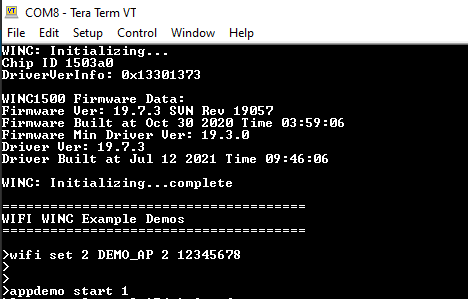 COM8 - Tera Term VT
File Edit Setup Control Window Help
WINC: Initializing...
Chip ID 1503a0
DriverVerInfo: 0x13301373
WINC1500 Firmware Data:
Firmware Ver: 19.7.3 SVN Rev 19057
Firmware Built at Oct 30 2020 Time 03:59:06
Firmware Min Driver Ver: 19.3.0
Driver Ver: 19.7.3
Driver Built at Jul 12 2021 Time 09:46:06
WINC: Initializing...complete
======================================
WIFI WINC Example Demos
======================================
>wifi set 2 DEMO_AP 2 12345678
>
>
>appdemo start 1